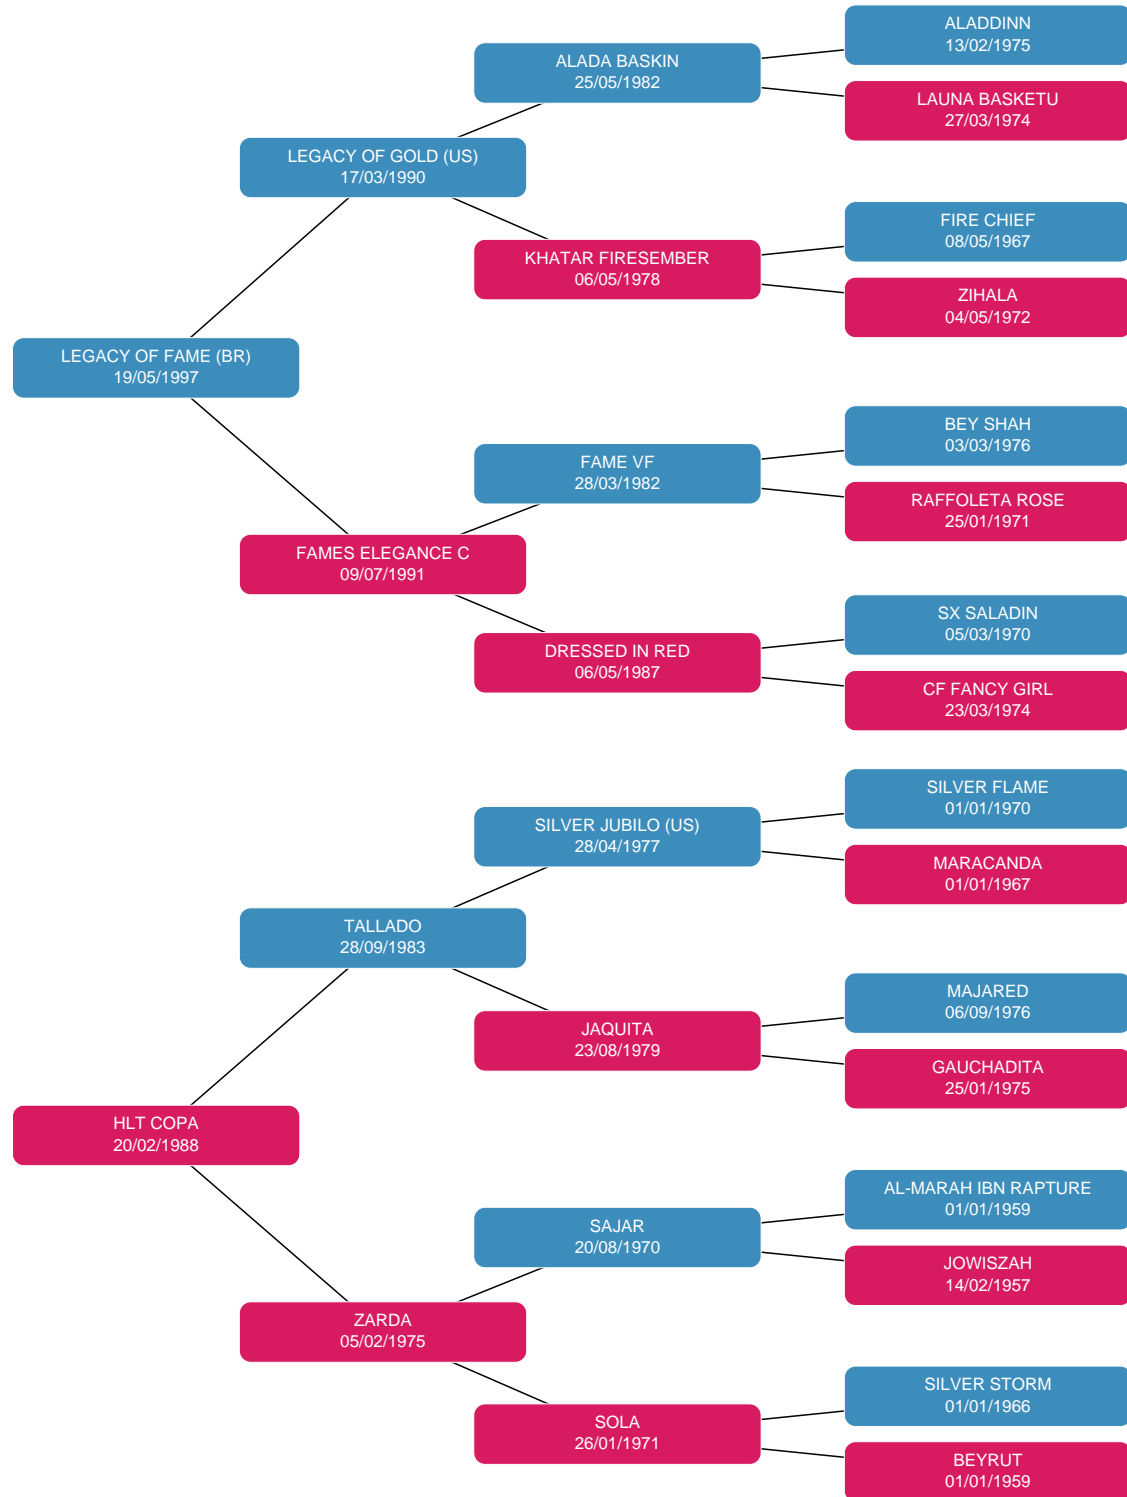 ALADDINN
13/02/1975
ALADA BASKIN
25/05/1982
LAUNA BASKETU
27/03/1974
LEGACY OF GOLD (US)
17/03/1990
FIRE CHIEF
08/05/1967
KHATAR FIRESEMBER
06/05/1978
ZIHALA
04/05/1972
LEGACY OF FAME (BR)
19/05/1997
BEY SHAH
03/03/1976
FAME VF
28/03/1982
RAFFOLETA ROSE
25/01/1971
FAMES ELEGANCE C
09/07/1991
SX SALADIN
05/03/1970
DRESSED IN RED
06/05/1987
CF FANCY GIRL
23/03/1974
SILVER FLAME
01/01/1970
SILVER JUBILO (US)
28/04/1977
MARACANDA
01/01/1967
TALLADO
28/09/1983
MAJARED
06/09/1976
JAQUITA
23/08/1979
GAUCHADITA
25/01/1975
HLT COPA
20/02/1988
AL-MARAH IBN RAPTURE
01/01/1959
SAJAR
20/08/1970
JOWISZAH
14/02/1957
ZARDA
05/02/1975
SILVER STORM
01/01/1966
SOLA
26/01/1971
BEYRUT
01/01/1959